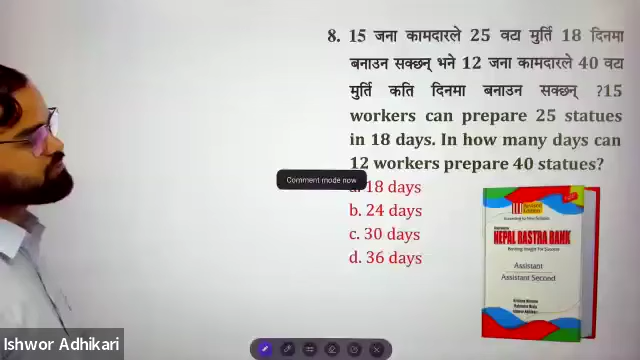 8. 15 जना कामदारले 25 वटा मुर्ति 18 दिनमा
बनाउन सक्छन् भने 12 जना कामदारले 40 वटा
मुर्ति कति दिनमा बनाउन सक्छन् ?15
workers can prepare 25 statues
in 18 days. In how many days can
12 workers prepare 40 statues?
a. 18 days
Comment mode now
b. 24 days
c. 30 days
d. 36 days
NEPAL RASTRA BANK
Assistant
Assistant Second
Ishwor Adhikari